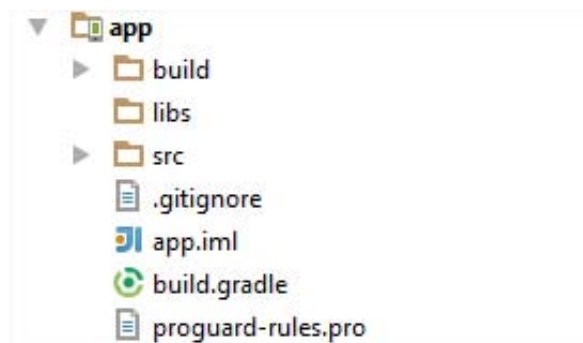 app
build
libs
src
.gitignore
app.iml
build.gradle
proguard-rules.pro